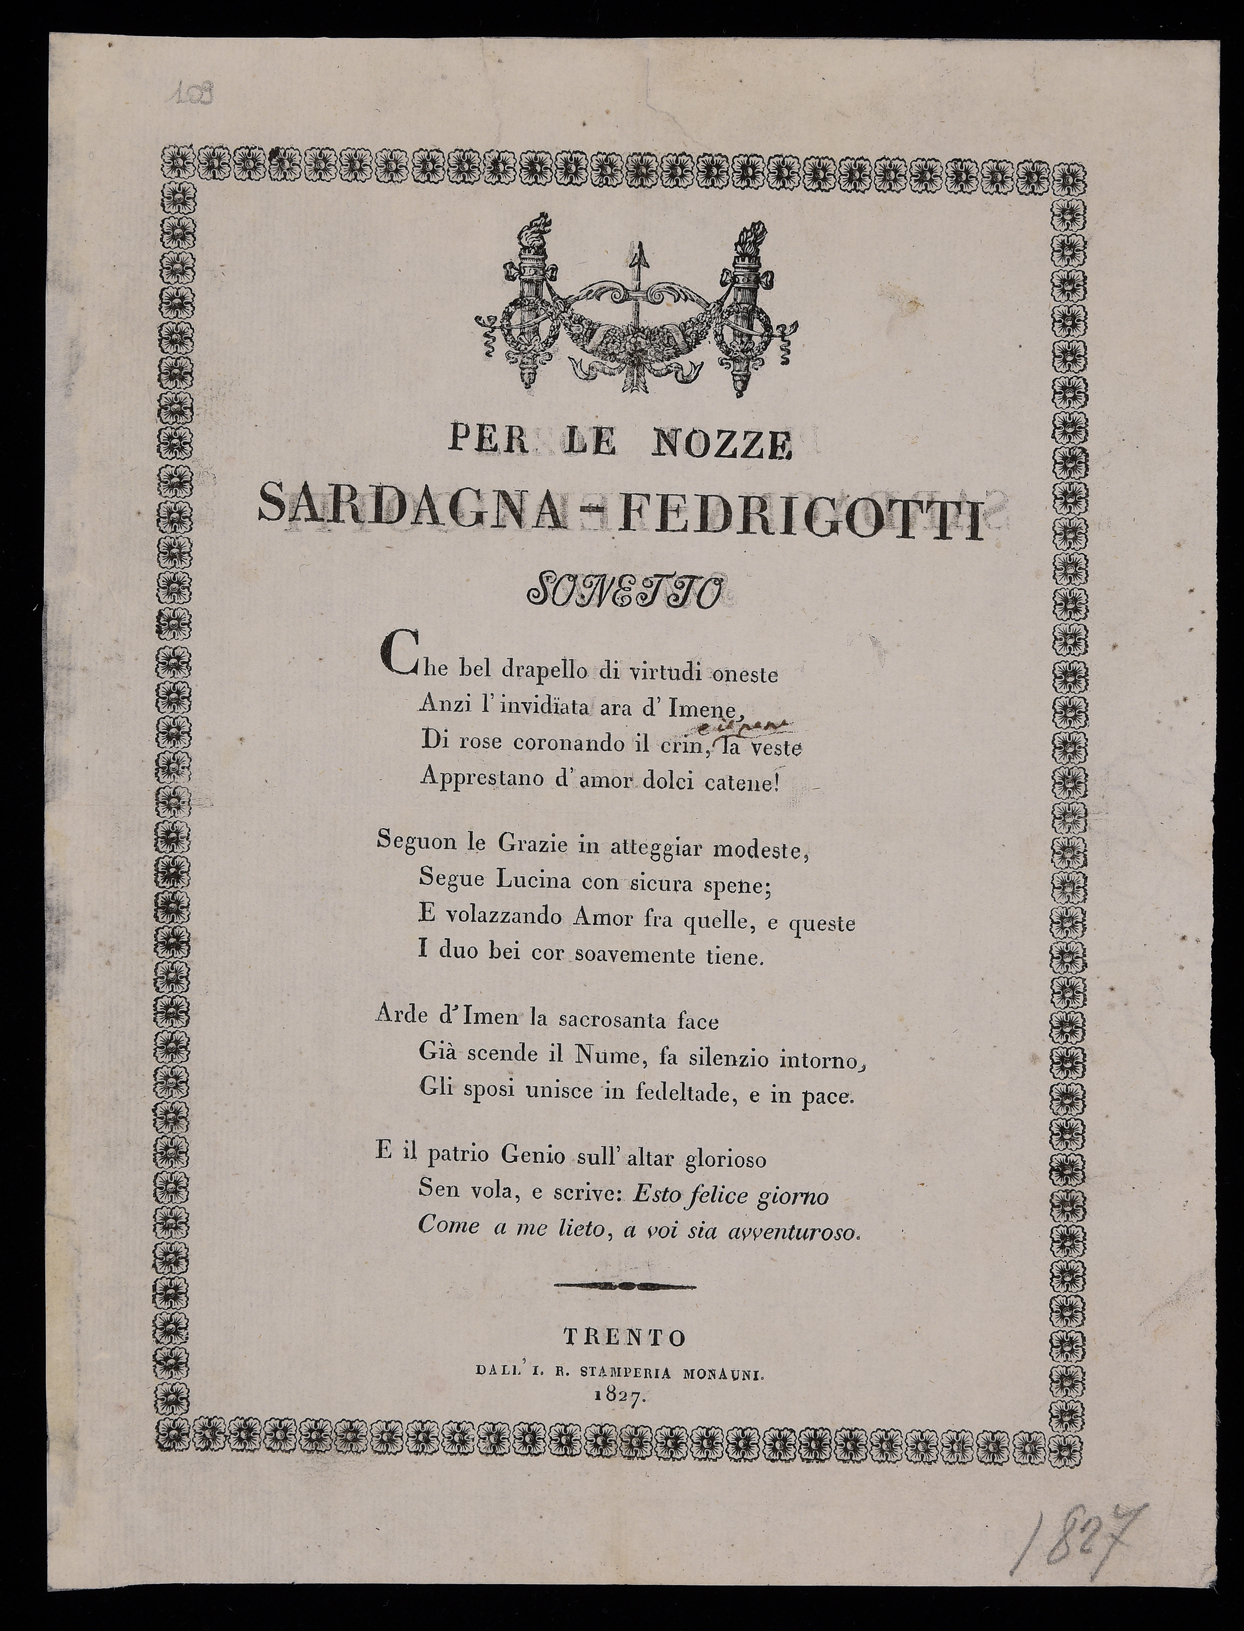 109
PER LE NOZZE
SARDAGNA - FEDRIGOTTI
SONETTO
Che bel drapello di virtudi oneste
Anzi l'invidiata ara d'Imene,
e il
Di rose coronando il crin, la veste
Apprestano d'amor dolci catene!
Seguon le Grazie in atteggiar modeste,
Segue Lucina con sicura spene;
E volazzando Amor fra quelle, e queste
I duo bei cor soavemente tiene.
Arde d'Imen la sacrosanta face
Già scende il Nume, fa silenzio intorno,
Gli sposi unisce in fedeltade, e in pace.
E il patrio Genio sull'altar glorioso
Sen vola, e scrive: Esto felice giorno
Come a me lieto, a voi sia avventuroso.
TRENTO
DALL'I. R. STAMPERIA MONAUNI.
1827.
1827